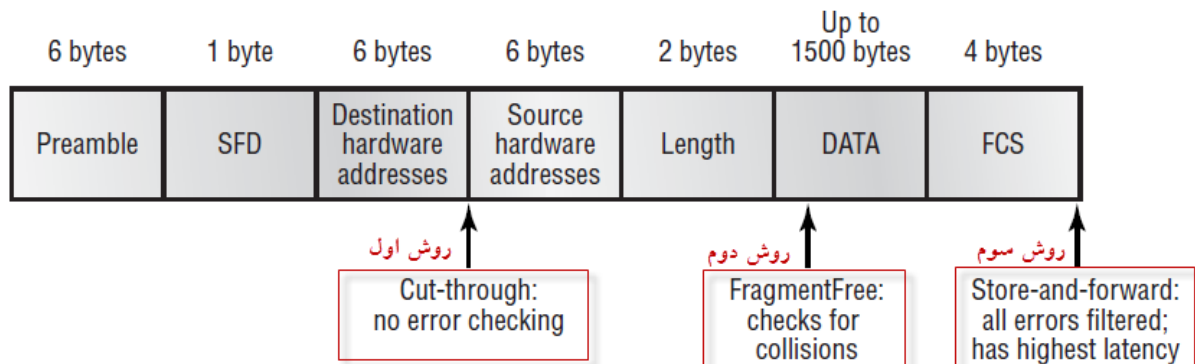 6 bytes
1 byte
6 bytes
6 bytes
2 bytes
Up to
1500 bytes
4 bytes
Preamble
SFD
Destination
hardware
addresses
Source
hardware
addresses
Length
DATA
FCS
روش اول
Cut-through:
no error checking
روش دوم
FragmentFree:
checks for
collisions
روش سوم
Store-and-forward:
all errors filtered;
has highest latency